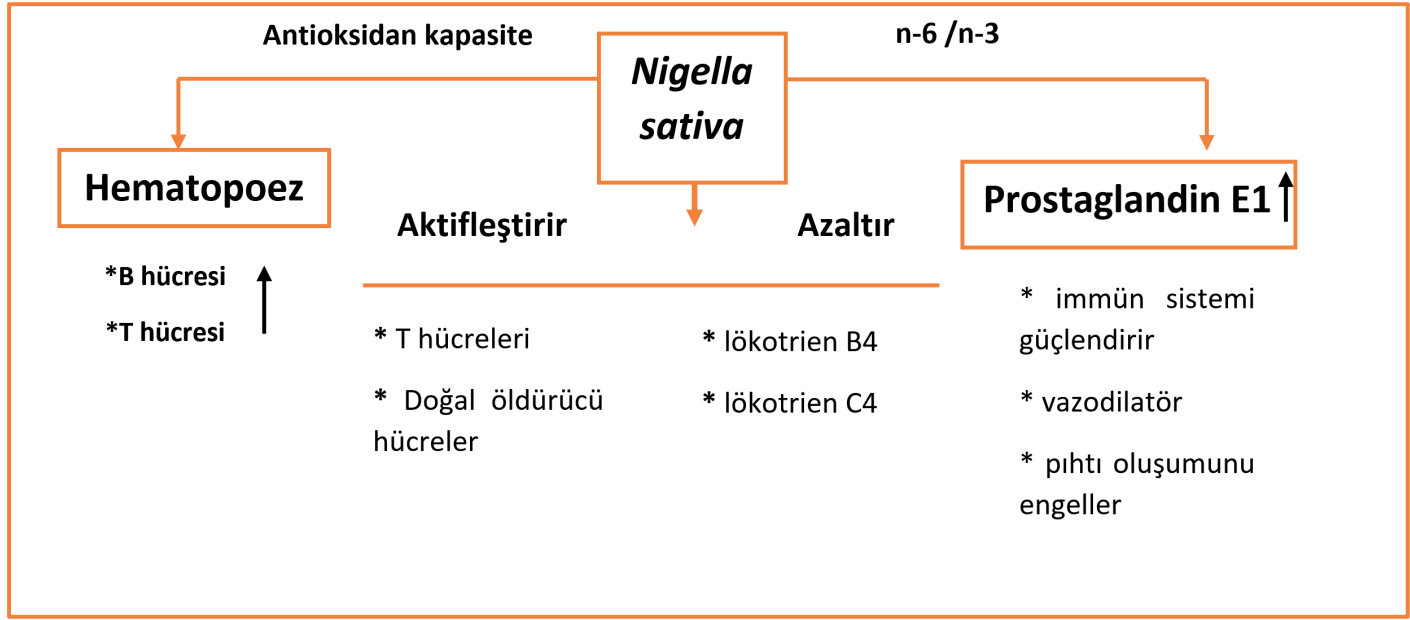 Antioksidan kapasite
n-6 /n-3
Nigella
sativa
Hematopoez
*B hücresi
*T hücresi
Aktifleştirir
* T hücreleri
* Doğal öldürücü
hücreler
Azaltır
* lökotrien B4
* lökotrien C4
Prostaglandin E1
* immün sistemi
güçlendirir
* vazodilatör
* pıhtı oluşumunu
engeller